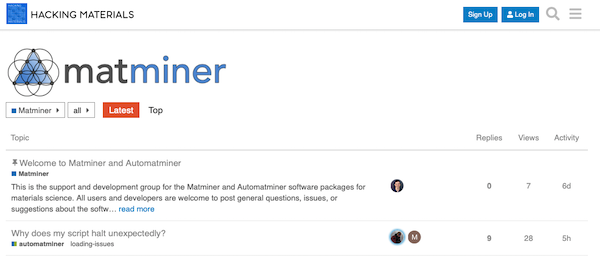 HACKING MATERIALS
Sign Up
Log In
matminer
Matminer
all
Latest
Top
Topic
Replies
Views
Activity
Welcome to Matminer and Automatminer
Matminer
This is the support and development group for the Matminer and Automatminer software packages for
materials science. All users and developers are welcome to post general questions, issues, or
suggestions about the softw… read more
0
7
6d
Why does my script halt unexpectedly?
automatminer loading-issues
M
9
28
5h